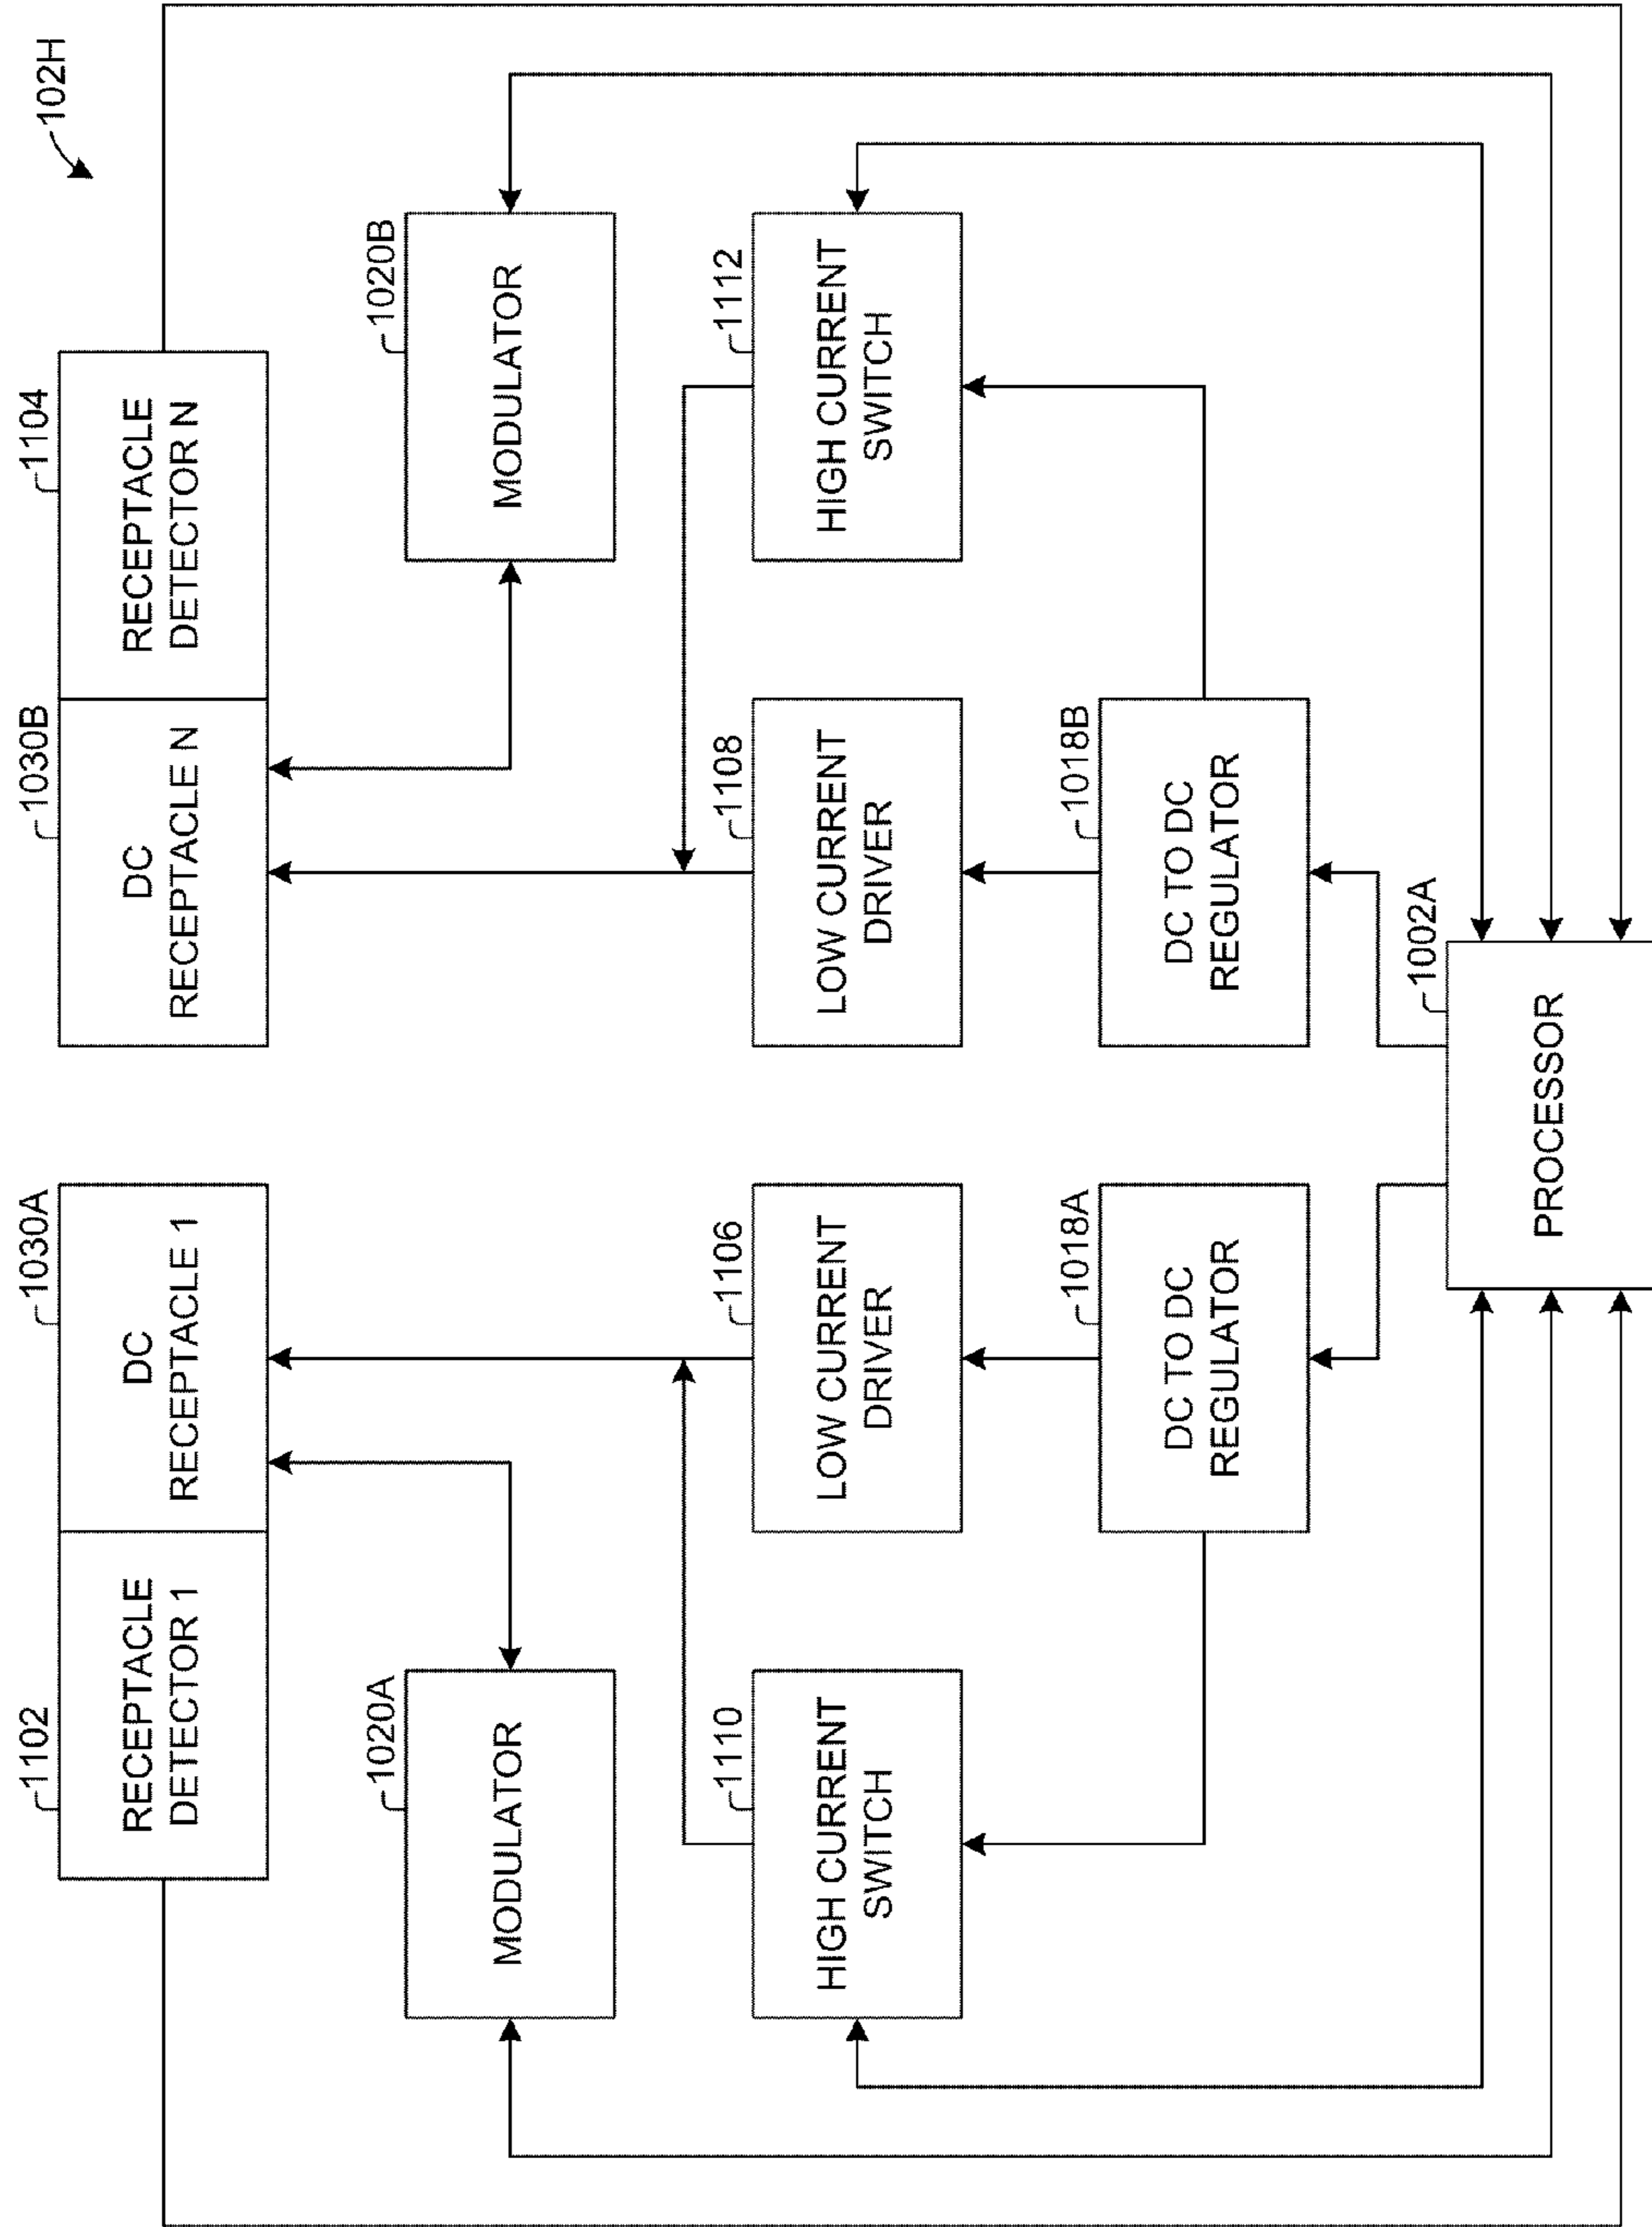 102H
1102
RECEPTACLE
DETECTOR 1
1030A
DC
RECEPTACLE 1
1030B
DC
RECEPTACLE N
1104
RECEPTACLE
DETECTOR N
1020A
MODULATOR
1020B
MODULATOR
1110
HIGH CURRENT
SWITCH
1106
LOW CURRENT
DRIVER
1108
LOW CURRENT
DRIVER
1112
HIGH CURRENT
SWITCH
1018A
DC TO DC
REGULATOR
1018B
DC TO DC
REGULATOR
1002A
PROCESSOR